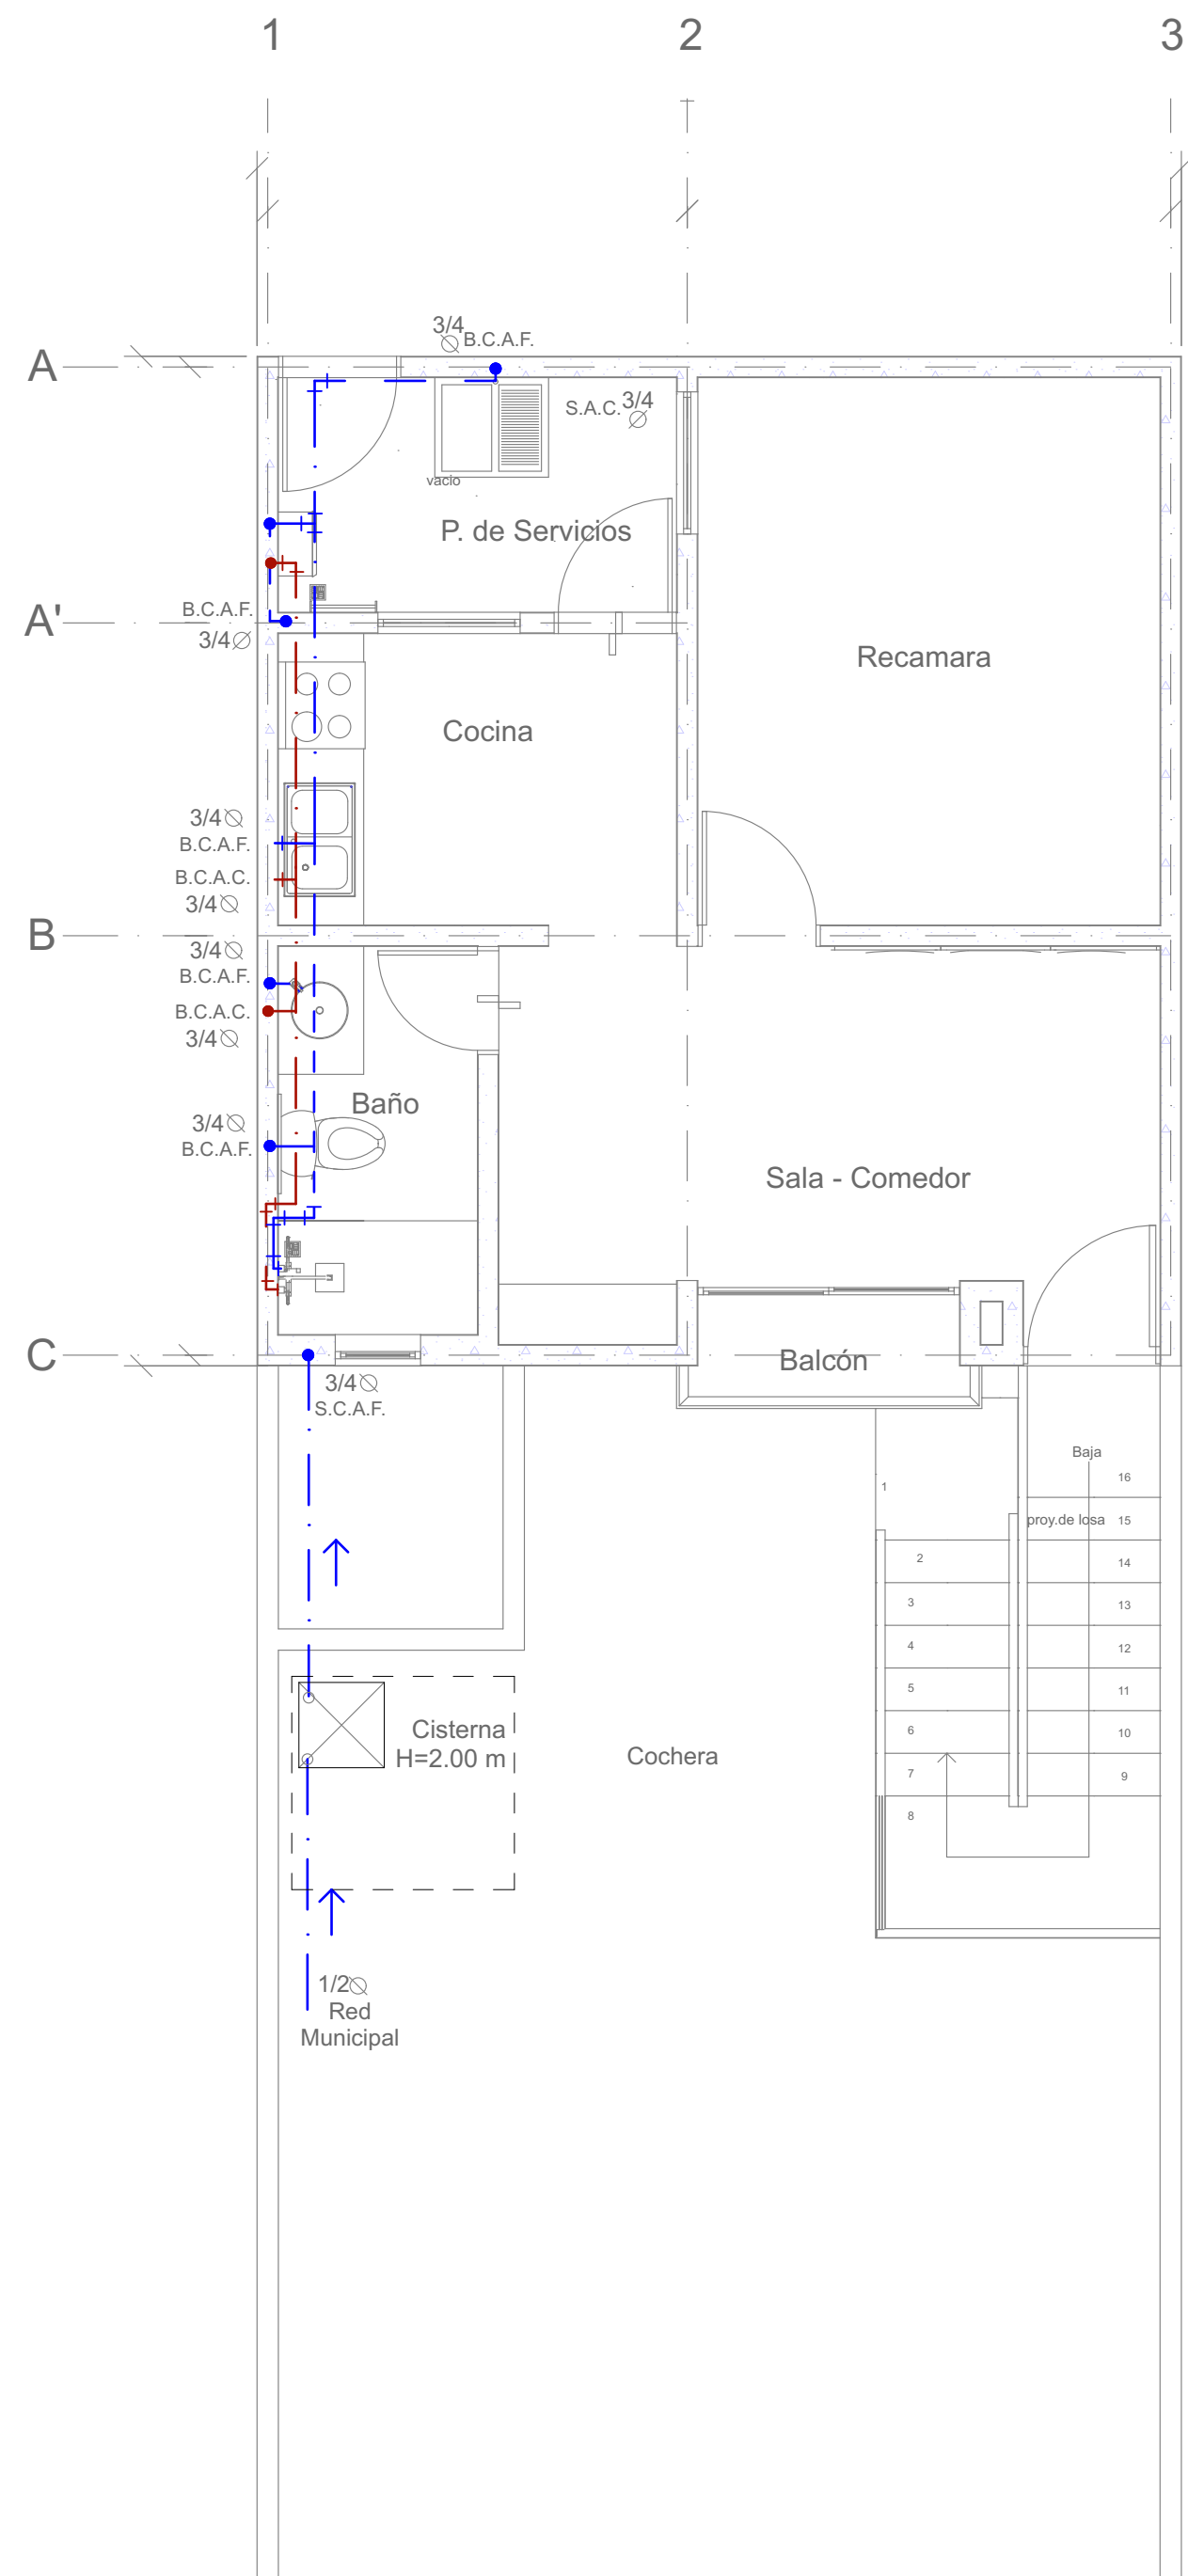 1 2 3
A
3/4
∅ B.C.A.F.
S.A.C. 3/4
∅
vacio
P. de Servicios
B.C.A.F.
A'
3/4∅
Recamara
Cocina
3/4∅
B.C.A.F.
B.C.A.C.
3/4∅
B
3/4∅
B.C.A.F.
B.C.A.C.
3/4∅
Baño
3/4∅
B.C.A.F.
Sala - Comedor
C
Balcón
3/4∅
S.C.A.F.
Baja
16
1
proy.de losa 15
2
14
3
13
4
12
5
11
6
10
7
9
8
Cisterna
H=2.00 m
Cochera
1/2∅
Red
Municipal